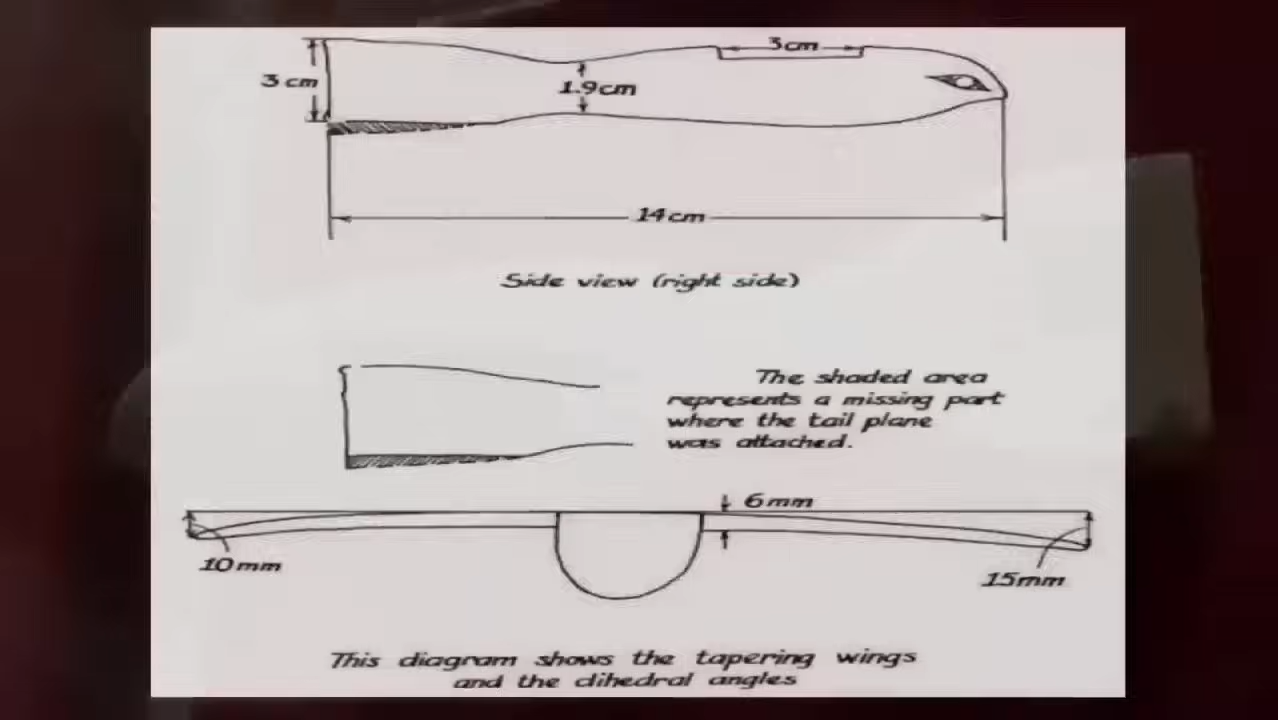 3cm
3 cm
1.9cm
14cm
Side view (right side)
The shaded area
represents a missing part
where the tail plane
was attached.
6mm
10mm
15mm
This diagram shows the tapering wings
and the dihedral angles